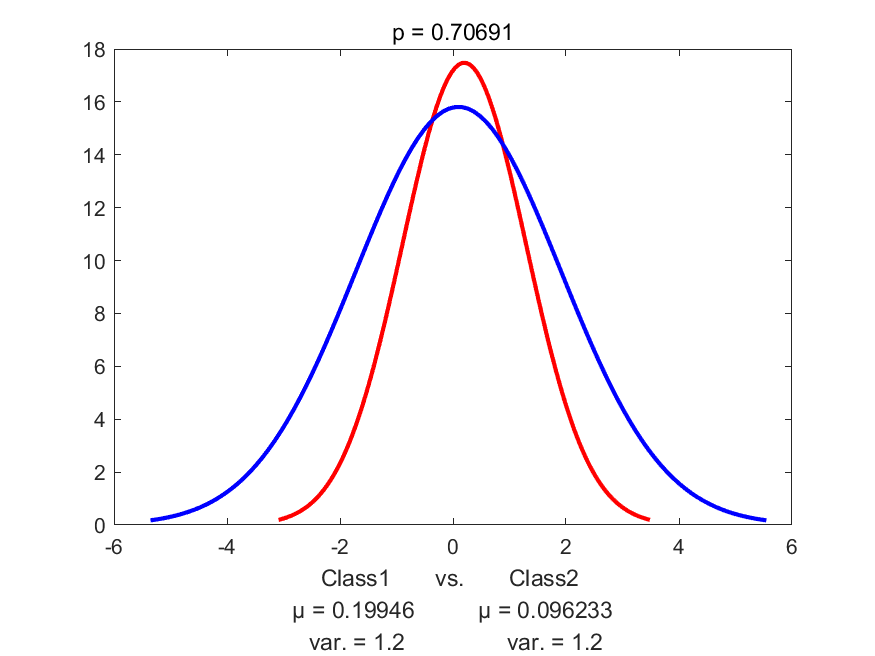 p = 0.70691
18
16
14
12
10
8
6
4
2
0
-6 -4 -2 0 2 4 6
Class1 vs. Class2
μ = 0.19946 μ = 0.096233
var. = 1.2 var. = 1.2